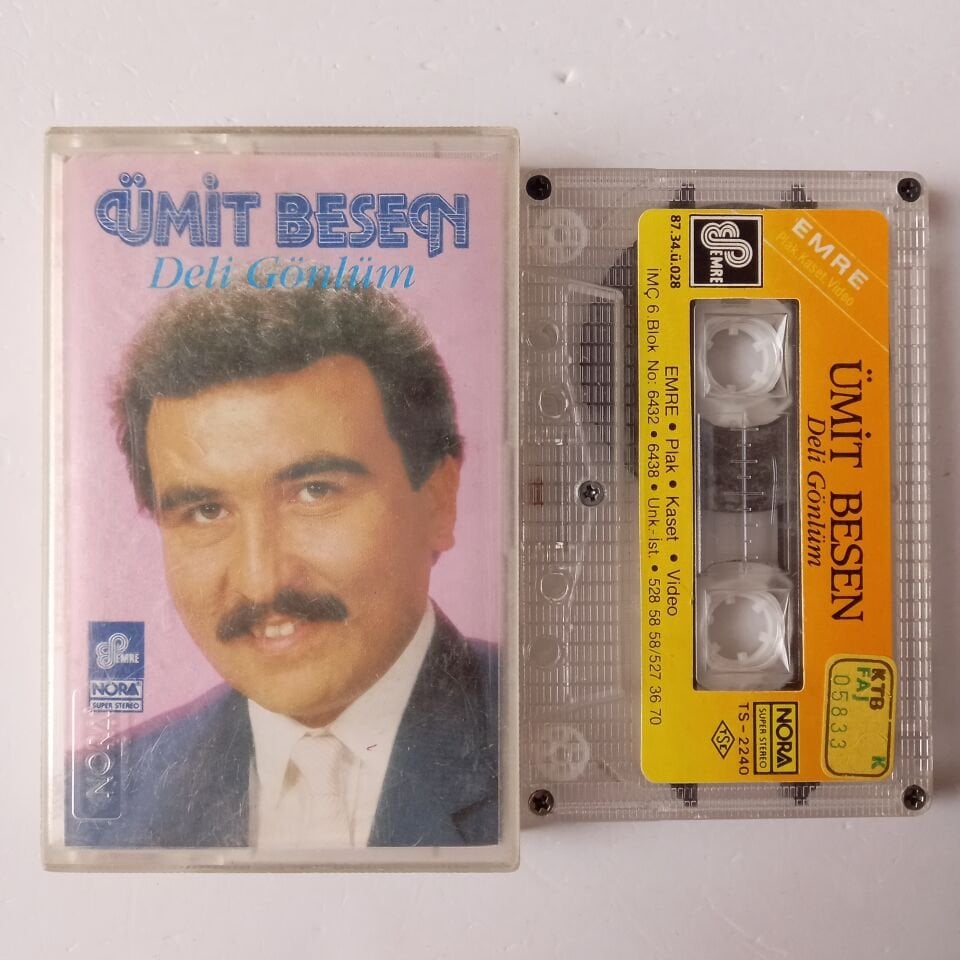 ÜMİT BESEN
Deli Gönlüm
EMRE
NORA
SUPER STEREO
NORA
EMRE
Plak, Kaset, Video
EMRE
ÜMİT BESEN
Deli Gönlüm
87.34.ü.028
EMRE • Plak • Kaset • Video
İMÇ 6.Blok No: 6432 • 6438 • Unk.-İst. • 528 58 58/527 36 70
NORA
SUPER STEREO
TS-2240
TSE
KTB K
FAJ
05833